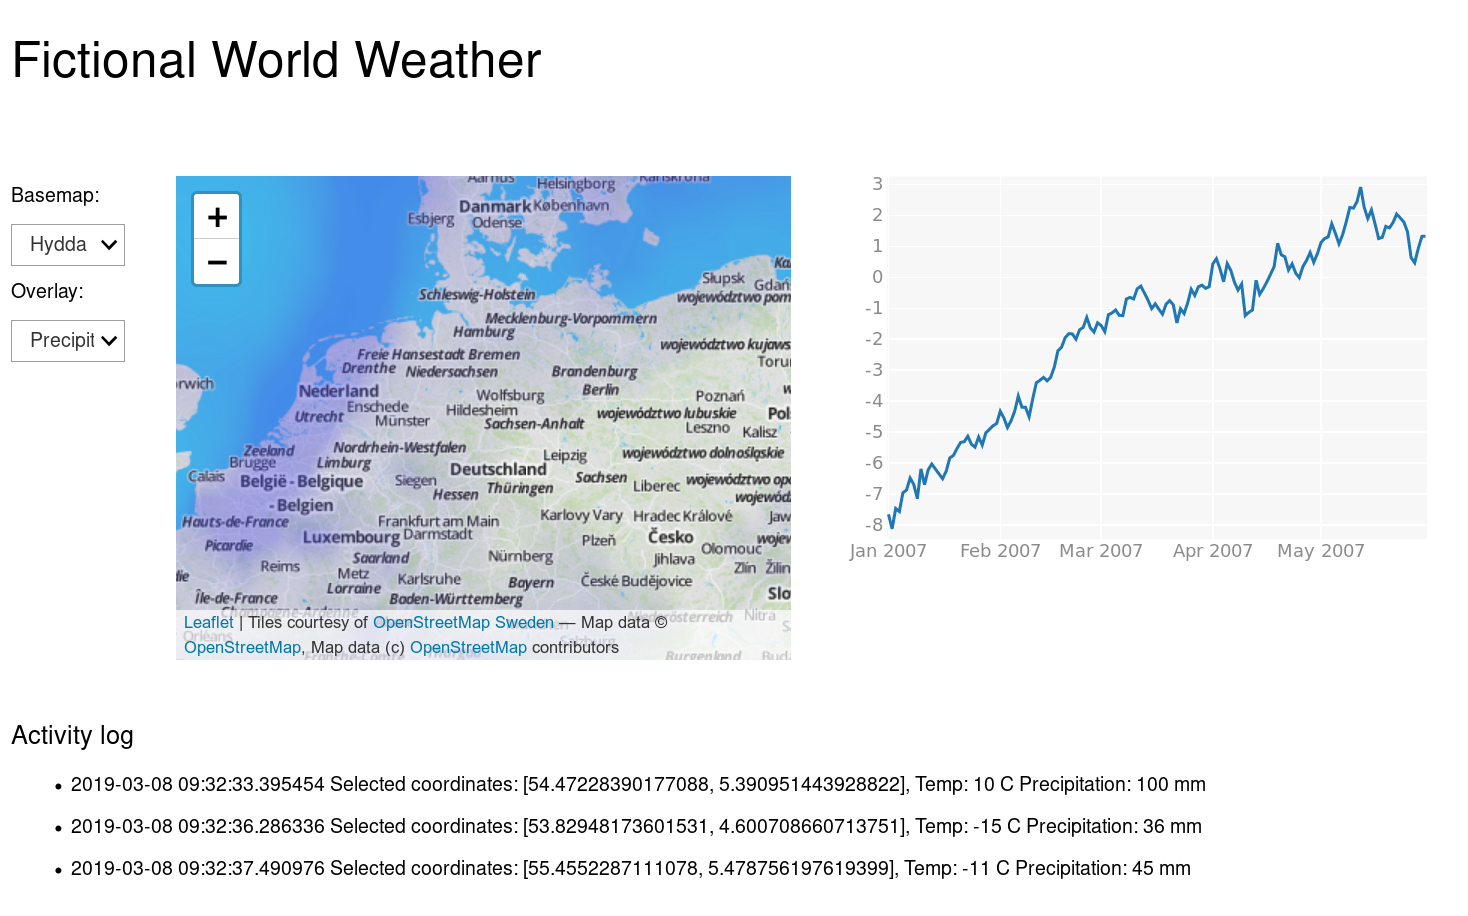 Fictional World Weather
Basemap:
Hydda
Overlay:
Precipit
+
−
Aarhus
Helsingborg
Karlskrona
Danmark
København
Esbjerg
Odense
Słupsk
Gdań
Schleswig-Holstein
województwo pom
Mecklenburg-Vorpommern
Hamburg
województwo kujaws
Freie Hansestadt Bremen
Toru
Drenthe
Niedersachsen
Brandenburg
rwich
Nederland
Wolfsburg
Berlin
Poznań
Utrecht
Enschede
Hildesheim
województwo lubuskie
Pol
Münster
Sachsen-Anhalt
Leszno
Kalisz
Zeeland
Nordrhein-Westfalen
Leipzig
województwo dolnośląskie
Brugge
Limburg
Deutschland
Calais
België - Belgique
Siegen
Hessen
Thüringen
Sachsen
Liberec
województwo opo
- Belgien
województ
Hauts-de-France
Frankfurt am Main
Karlovy Vary
Hradec Králové
Jaw
Picardie
Luxembourg
Darmstadt
Plzeň
Česko
wojew
Saarland
Nürnberg
Jihlava
Olomouc
Reims
Metz
Karlsruhe
Bayern
České Budějovice
Zlín
Žilin
die
Lorraine
Île-de-France
Baden-Württemberg
Slo
Champagne-Ardenne
Niederösterreich
Nitra
Leaflet | Tiles courtesy of OpenStreetMap Sweden — Map data ©
OpenStreetMap, Map data (c) OpenStreetMap contributors
Orléans
Salzburg
Franche-Comté
Thurgau
Burgenland
Bud
3
2
1
0
-1
-2
-3
-4
-5
-6
-7
-8
Jan 2007 Feb 2007 Mar 2007 Apr 2007 May 2007
Activity log
• 2019-03-08 09:32:33.395454 Selected coordinates: [54.47228390177088, 5.390951443928822], Temp: 10 C Precipitation: 100 mm
• 2019-03-08 09:32:36.286336 Selected coordinates: [53.82948173601531, 4.600708660713751], Temp: -15 C Precipitation: 36 mm
• 2019-03-08 09:32:37.490976 Selected coordinates: [55.4552287111078, 5.478756197619399], Temp: -11 C Precipitation: 45 mm